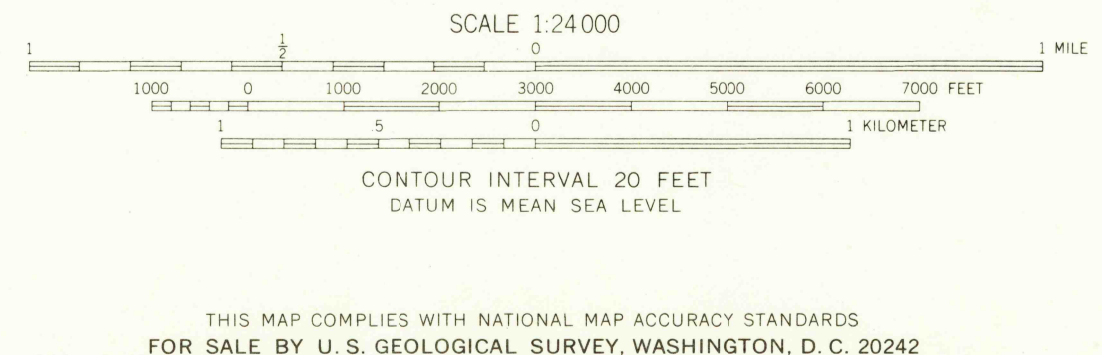 SCALE 1:24 000
1 1/2 0 1 MILE
1000 0 1000 2000 3000 4000 5000 6000 7000 FEET
1 .5 0 1 KILOMETER
CONTOUR INTERVAL 20 FEET
DATUM IS MEAN SEA LEVEL
THIS MAP COMPLIES WITH NATIONAL MAP ACCURACY STANDARDS
FOR SALE BY U. S. GEOLOGICAL SURVEY, WASHINGTON, D. C. 20242